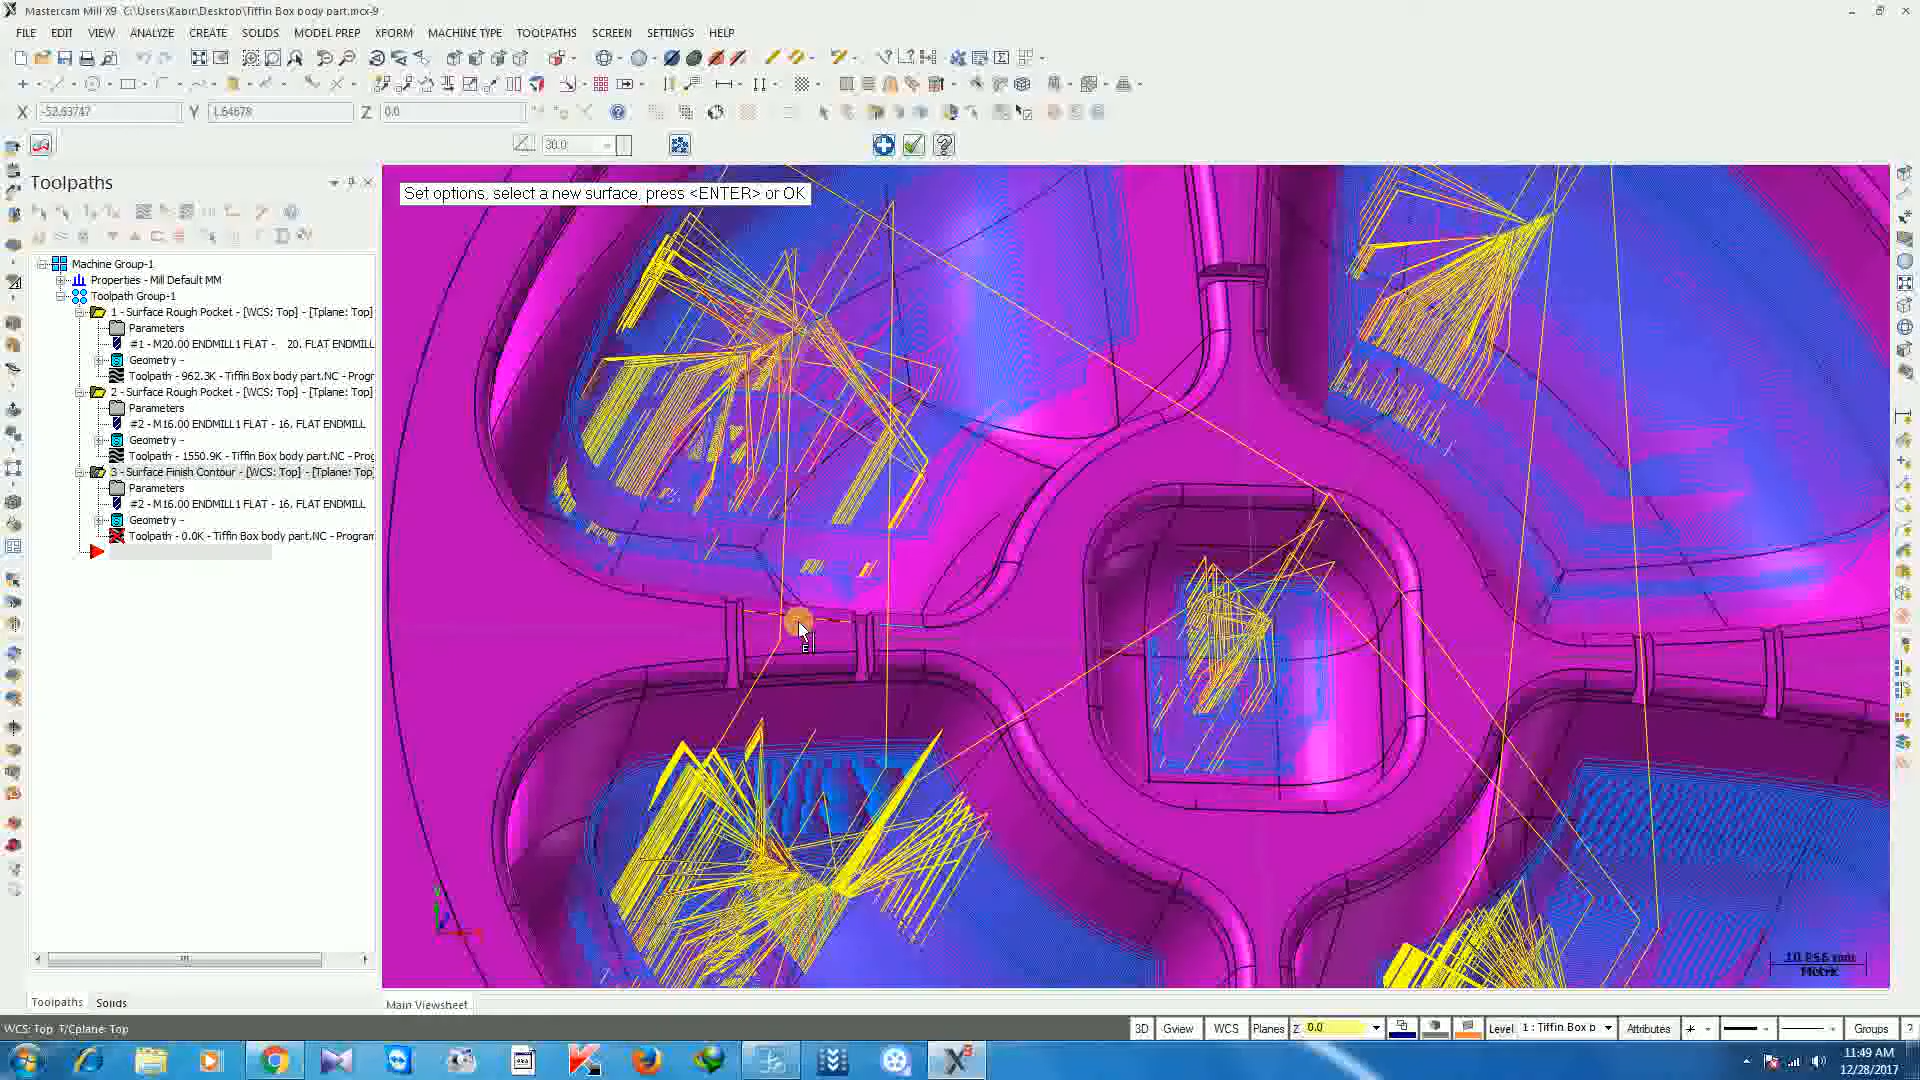 Mastercam Mill X9 C:\Users\Kabir\Desktop\Tiffin Box body part.mcx-9
FILE EDIT VIEW ANALYZE CREATE SOLIDS MODEL PREP XFORM MACHINE TYPE TOOLPATHS SCREEN SETTINGS HELP
X -52.63747 Y 1.64678 Z 0.0
30.0
Toolpaths
Set options, select a new surface, press <ENTER> or OK
Machine Group-1
Properties - Mill Default MM
Toolpath Group-1
1 - Surface Rough Pocket - [WCS: Top] - [Tplane: Top]
Parameters
#1 - M20.00 ENDMILL1 FLAT - 20. FLAT ENDMILL
Geometry -
Toolpath - 962.3K - Tiffin Box body part.NC - Progr
2 - Surface Rough Pocket - [WCS: Top] - [Tplane: Top]
Parameters
#2 - M16.00 ENDMILL1 FLAT - 16. FLAT ENDMILL
Geometry -
Toolpath - 1550.9K - Tiffin Box body part.NC - Prog
3 - Surface Finish Contour - [WCS: Top] - [Tplane: Top]
Parameters
#2 - M16.00 ENDMILL1 FLAT - 16. FLAT ENDMILL
Geometry -
Toolpath - 0.0K - Tiffin Box body part.NC - Program
10.856 mm
Metric
Toolpaths Solids
Main Viewsheet
WCS: Top T/Cplane: Top
3D Gview WCS Planes Z 0.0 Level 1 : Tiffin Box p Attributes Groups ?
11:49 AM
12/28/2017